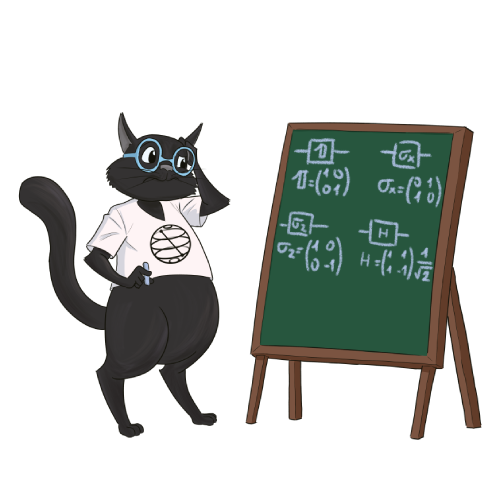 𝟙 σx
𝟙=(1 0 σx=(0 1
0 1) 1 0)
σz H
σz=(1 0 H=(1 1 1
0 -1) 1 -1) √2